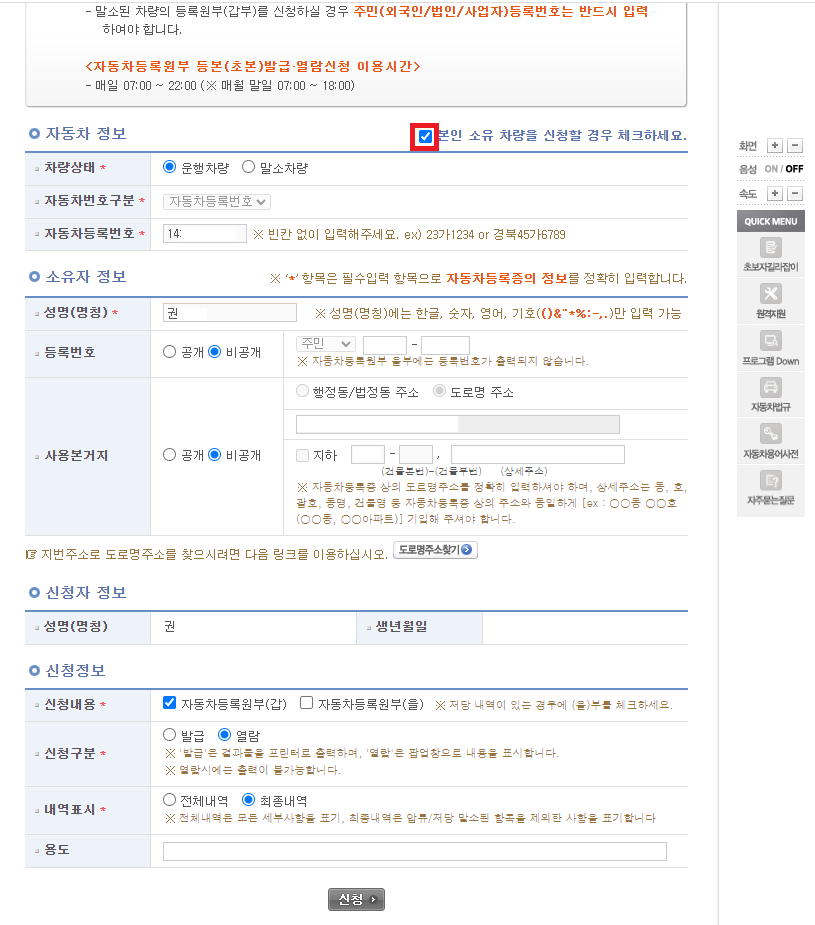 - 말소된 차량의 등록원부(갑부)를 신청하실 경우 주민(외국인/법인/사업자)등록번호는 반드시 입력
하여야 합니다.
<자동차등록원부 등본(초본)발급·열람신청 이용시간>
- 매일 07:00 ~ 22:00 (※ 매월 말일 07:00 ~ 18:00)
자동차 정보
본인 소유 차량을 신청할 경우 체크하세요.
차량상태 * 운행차량 말소차량
자동차번호구분 * 자동차등록번호
자동차등록번호 * 14: ※ 빈칸 없이 입력해주세요. ex) 23가1234 or 경북45가6789
소유자 정보 ※ '*' 항목은 필수입력 항목으로 자동차등록증의 정보를 정확히 입력합니다.
성명(명칭) * 권 ※ 성명(명칭)에는 한글, 숫자, 영어, 기호(()&"*%:-,.)만 입력 가능
등록번호 공개 비공개 주민 -
※ 자동차등록원부 을부에는 등록번호가 출력되지 않습니다.
행정동/법정동 주소 도로명 주소
사용본거지 공개 비공개 지하 - ,
(건물본번)-(건물부번) (상세주소)
※ 자동차등록증 상의 도로명주소를 정확히 입력하셔야 하며, 상세주소는 동, 호,
괄호, 동명, 건물명 등 자동차등록증 상의 주소와 동일하게 [ex : ○○동 ○○호
(○○동, ○○아파트)] 기입해 주셔야 합니다.
☞ 지번주소로 도로명주소를 찾으시려면 다음 링크를 이용하십시오. 도로명주소찾기
신청자 정보
성명(명칭) 권 생년월일
신청정보
신청내용 * 자동차등록원부(갑) 자동차등록원부(을) ※ 저당 내역이 있는 경우에 (을)부를 체크하세요.
신청구분 * 발급 열람
※ '발급'은 결과물을 프린터로 출력하며, '열람'은 팝업창으로 내용을 표시합니다.
※ 열람시에는 출력이 불가능합니다.
내역표시 * 전체내역 최종내역
※ 전체내역은 모든 세부사항을 표기, 최종내역은 압류/저당 말소된 항목을 제외한 사항을 표기합니다
용도
신청
화면 + -
음성 ON / OFF
속도 + -
QUICK MENU
초보자길라잡이
원격지원
프로그램 Down
자동차법규
자동차용어사전
자주묻는질문